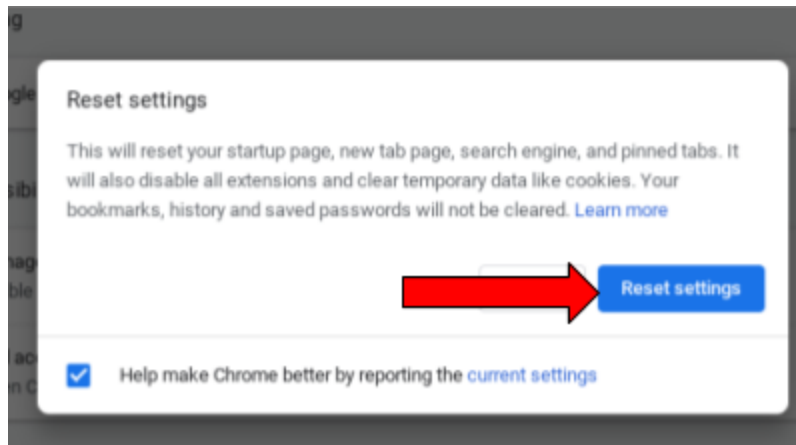 Reset settings
This will reset your startup page, new tab page, search engine, and pinned tabs. It
will also disable all extensions and clear temporary data like cookies. Your
bookmarks, history and saved passwords will not be cleared. Learn more
Reset settings
Help make Chrome better by reporting the current settings